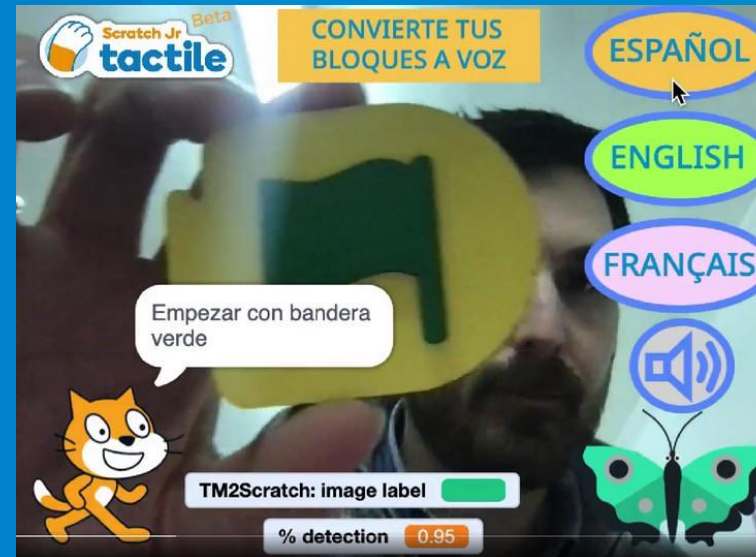 Scratch Jr
tactile
Beta
CONVIERTE TUS
BLOQUES A VOZ
ESPAÑOL
ENGLISH
FRANÇAIS
Empezar con bandera
verde
TM2Scratch: image label
% detection 0.95